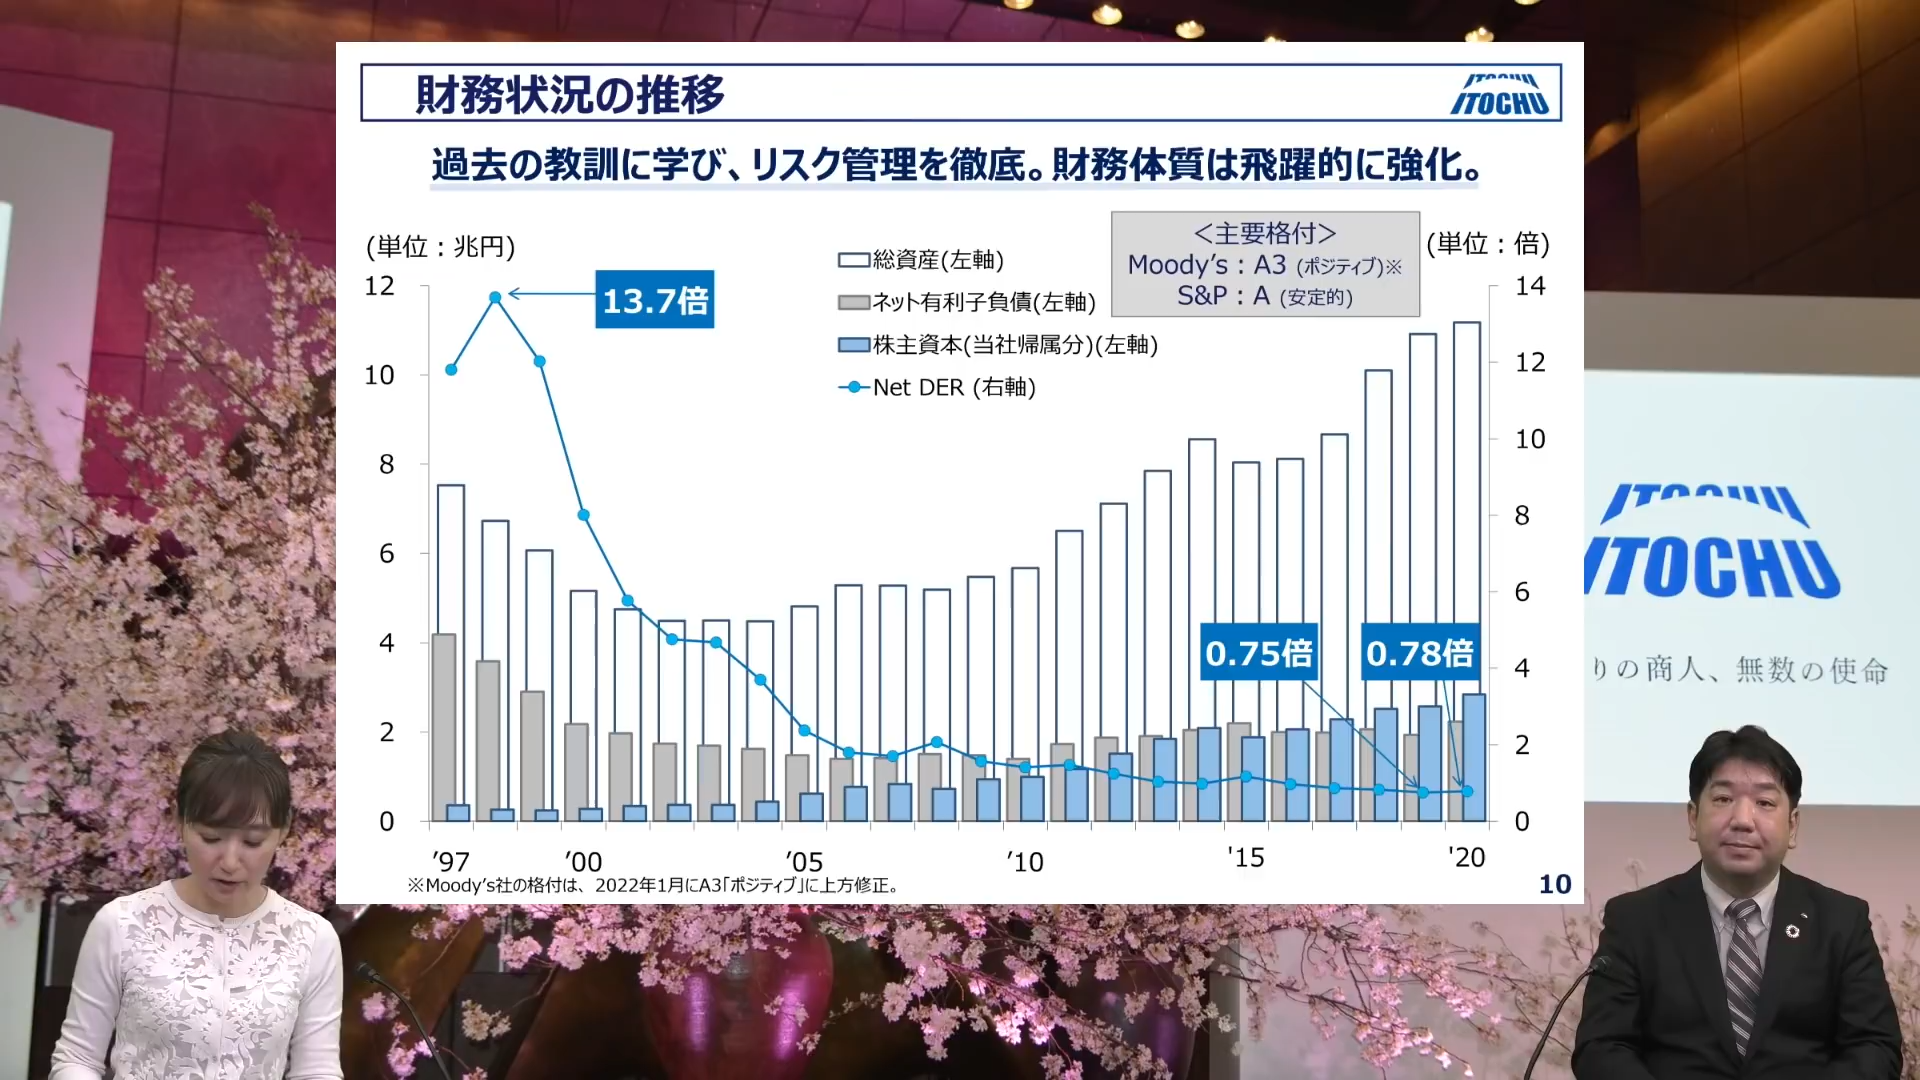 財務状況の推移
ITOCHU
過去の教訓に学び、リスク管理を徹底。財務体質は飛躍的に強化。
(単位：兆円)
総資産(左軸)
ネット有利子負債(左軸)
株主資本(当社帰属分)(左軸)
Net DER (右軸)
＜主要格付＞
Moody's：A3 (ポジティブ)※
S&P：A (安定的)
(単位：倍)
13.7倍
0.75倍
0.78倍
12
10
8
6
4
2
0
14
12
10
8
6
4
2
0
'97
'00
'05
'10
'15
'20
※Moody's社の格付は、2022年1月にA3｢ポジティブ｣に上方修正。
10
ITOCHU
りの商人、無数の使命